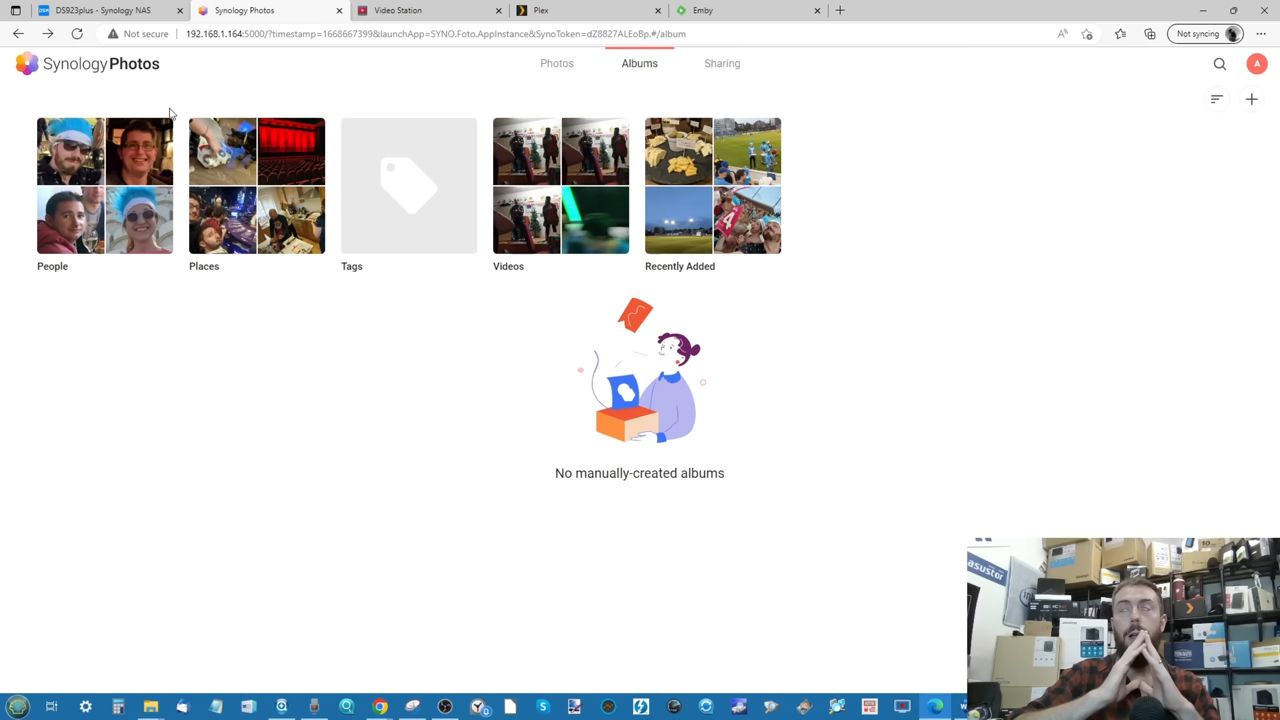 DS923plus - Synology NAS
Synology Photos
Video Station
Plex
Emby
Not secure
192.168.1.164:5000/?timestamp=1668667399&launchApp=SYNO.Foto.AppInstance&SynoToken=dZ8827ALEoBp.#/album
Not syncing
Synology Photos
Photos
Albums
Sharing
A
People
Places
Tags
Videos
Recently Added
No manually-created albums
asustor